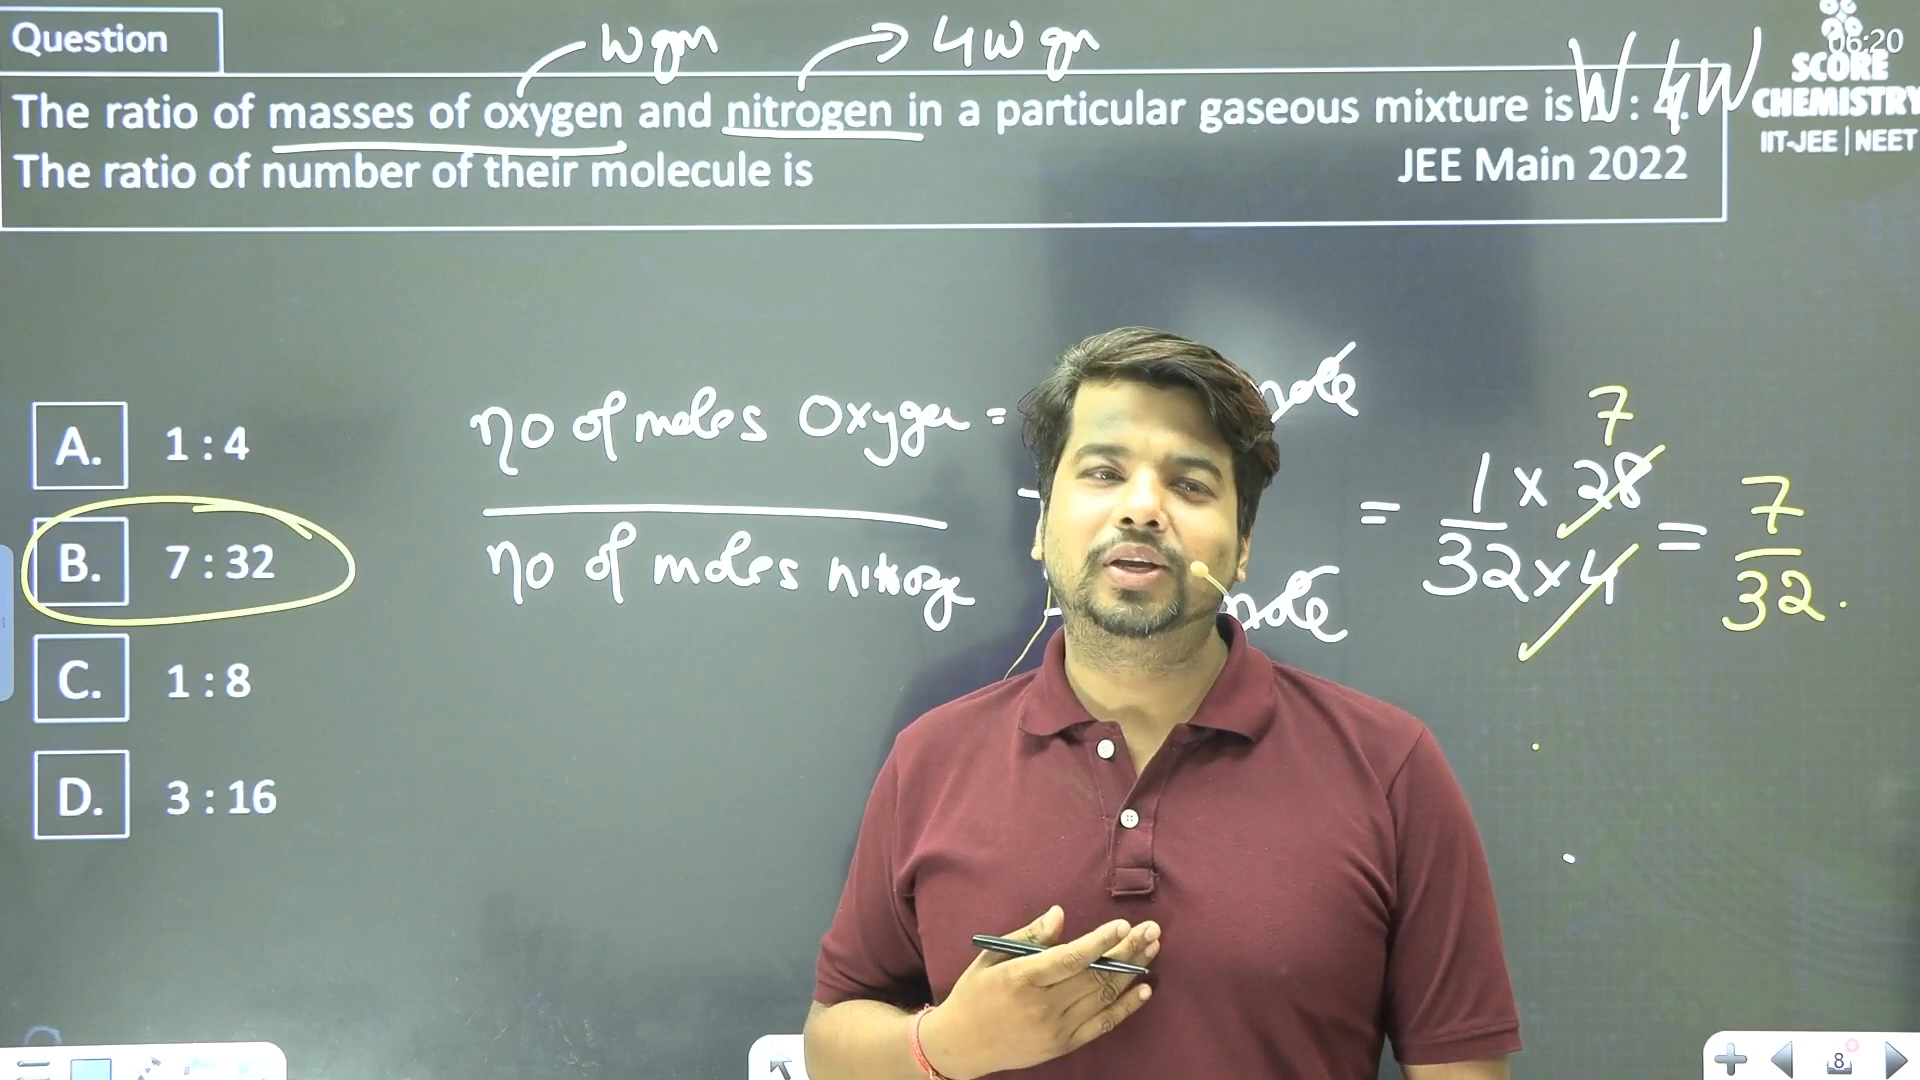 Question
W gm
4W gm
06:20
SCORE
CHEMISTRY
IIT-JEE | NEET
W 4W
The ratio of masses of oxygen and nitrogen in a particular gaseous mixture is : 4.
The ratio of number of their molecule is
JEE Main 2022
A. 1 : 4
B. 7 : 32
C. 1 : 8
D. 3 : 16
no of moles Oxygen =
no of moles nitroge
mole
mole
= 1 x 28
32 x 4
7
= 7
32.
8